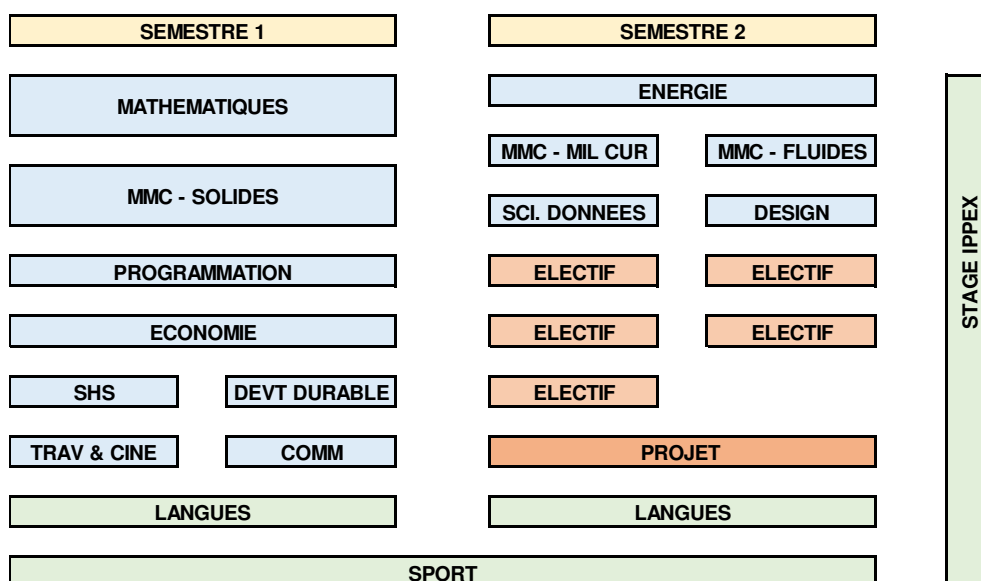 SEMESTRE 1
SEMESTRE 2
MATHEMATIQUES
ENERGIE
MMC - SOLIDES
MMC - MIL CUR
MMC - FLUIDES
SCI. DONNEES
DESIGN
PROGRAMMATION
ELECTIF
ELECTIF
ECONOMIE
ELECTIF
ELECTIF
SHS
DEVT DURABLE
ELECTIF
TRAV & CINE
COMM
PROJET
LANGUES
LANGUES
SPORT
STAGE IPPEX